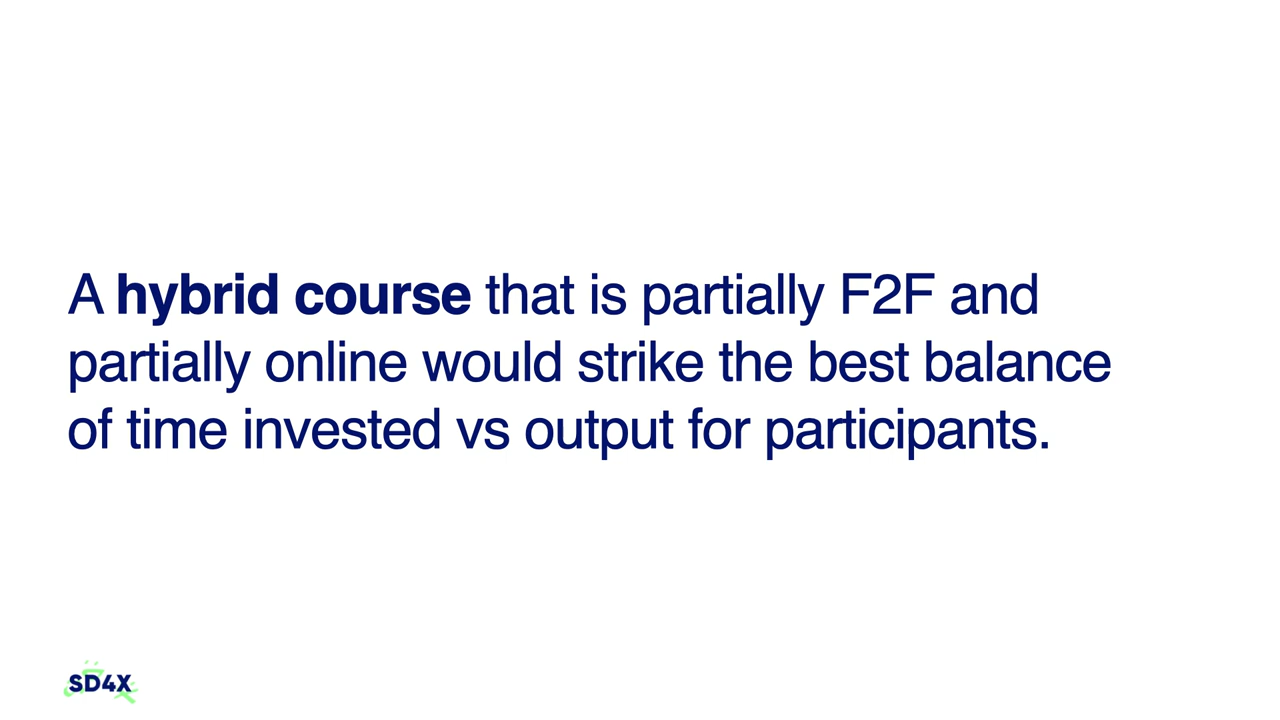 A hybrid course that is partially F2F and
partially online would strike the best balance
of time invested vs output for participants.
SD4X